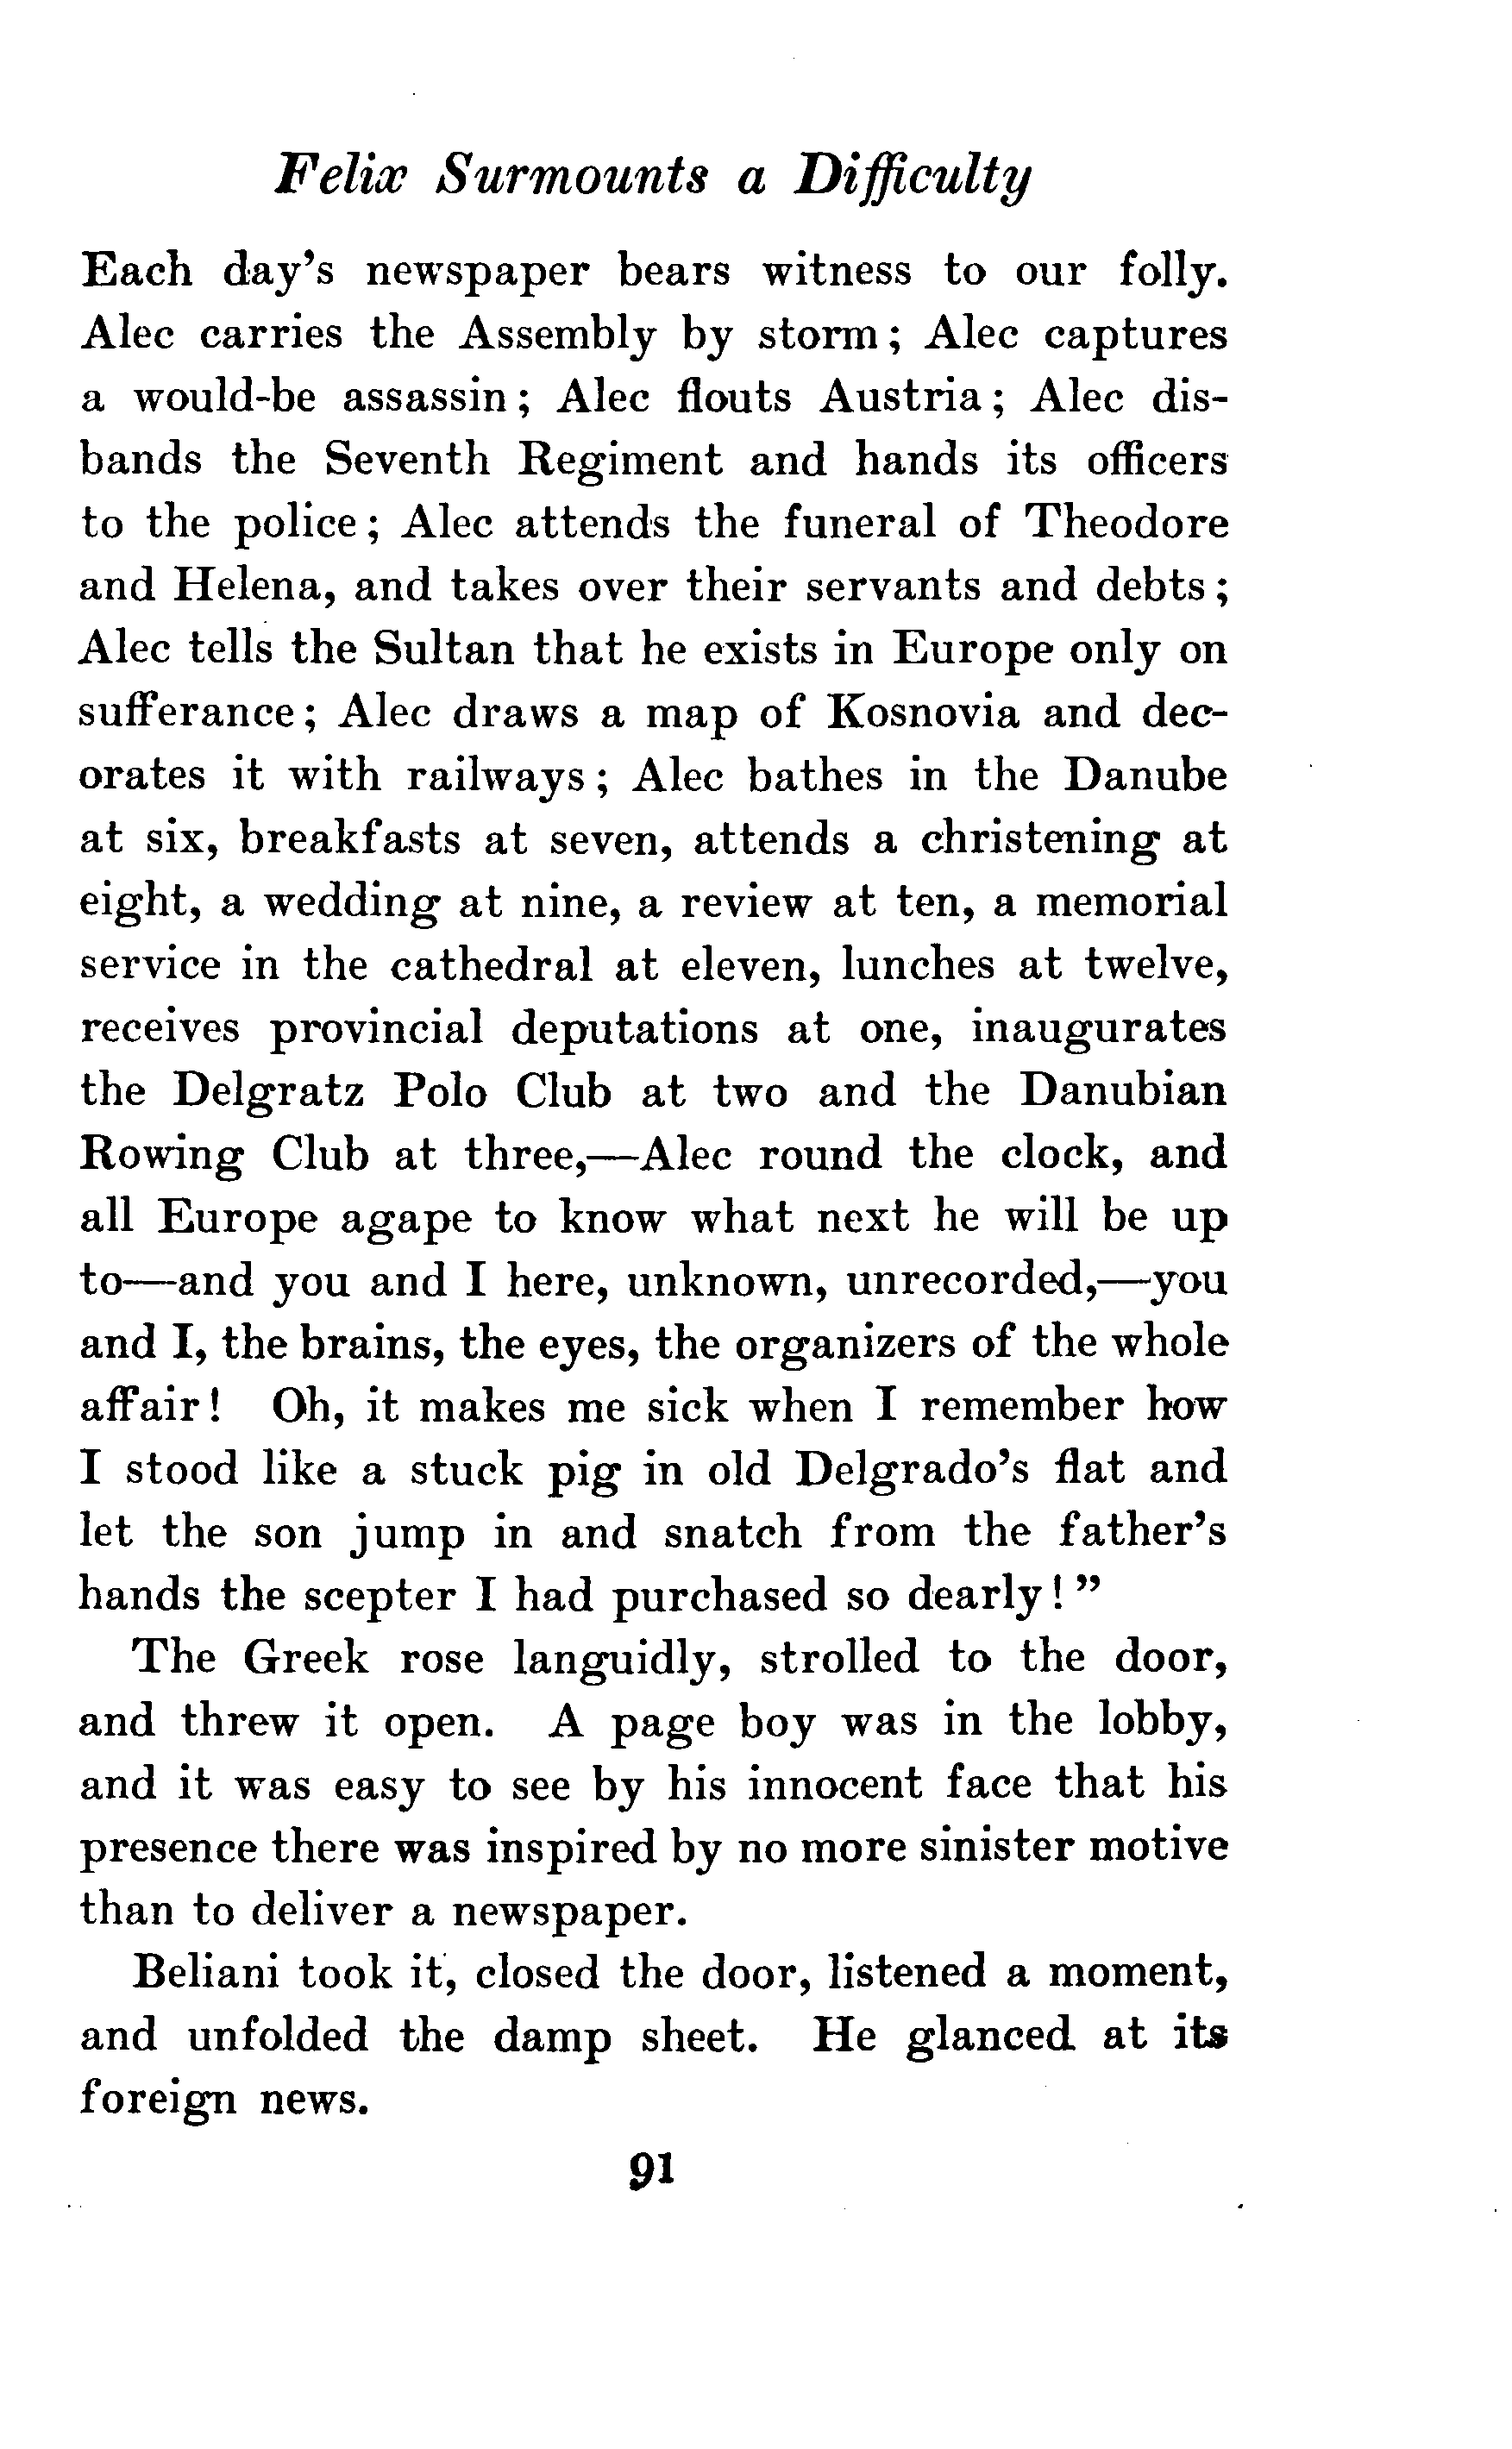 Felix Surmounts a Difficulty
Each day's newspaper bears witness to our folly.
Alec carries the Assembly by storm; Alec captures
a would-be assassin; Alec flouts Austria; Alec dis-
bands the Seventh Regiment and hands its officers
to the police; Alec attends the funeral of Theodore
and Helena, and takes over their servants and debts;
Alec tells the Sultan that he exists in Europe only on
sufferance; Alec draws a map of Kosnovia and dec-
orates it with railways; Alec bathes in the Danube
at six, breakfasts at seven, attends a christening at
eight, a wedding at nine, a review at ten, a memorial
service in the cathedral at eleven, lunches at twelve,
receives provincial deputations at one, inaugurates
the Delgratz Polo Club at two and the Danubian
Rowing Club at three,—Alec round the clock, and
all Europe agape to know what next he will be up
to—and you and I here, unknown, unrecorded,—you
and I, the brains, the eyes, the organizers of the whole
affair! Oh, it makes me sick when I remember how
I stood like a stuck pig in old Delgrado's flat and
let the son jump in and snatch from the father's
hands the scepter I had purchased so dearly!"
The Greek rose languidly, strolled to the door,
and threw it open. A page boy was in the lobby,
and it was easy to see by his innocent face that his
presence there was inspired by no more sinister motive
than to deliver a newspaper.
Beliani took it, closed the door, listened a moment,
and unfolded the damp sheet. He glanced at its
foreign news.
91